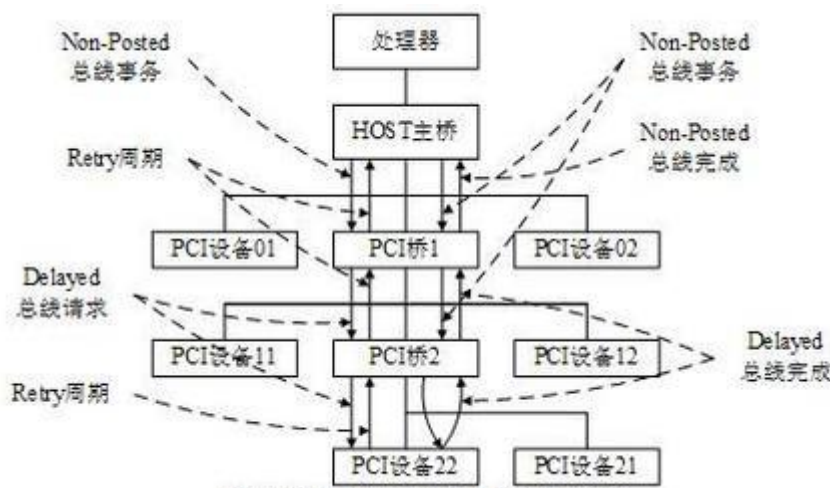 Non-Posted
总线事务
处理器
Non-Posted
总线事务
HOST主桥
Non-Posted
总线完成
Retry周期
PCI设备01
PCI桥1
PCI设备02
Delayed
总线请求
PCI设备11
PCI桥2
PCI设备12
Delayed
总线完成
Retry周期
PCI设备22
PCI设备21